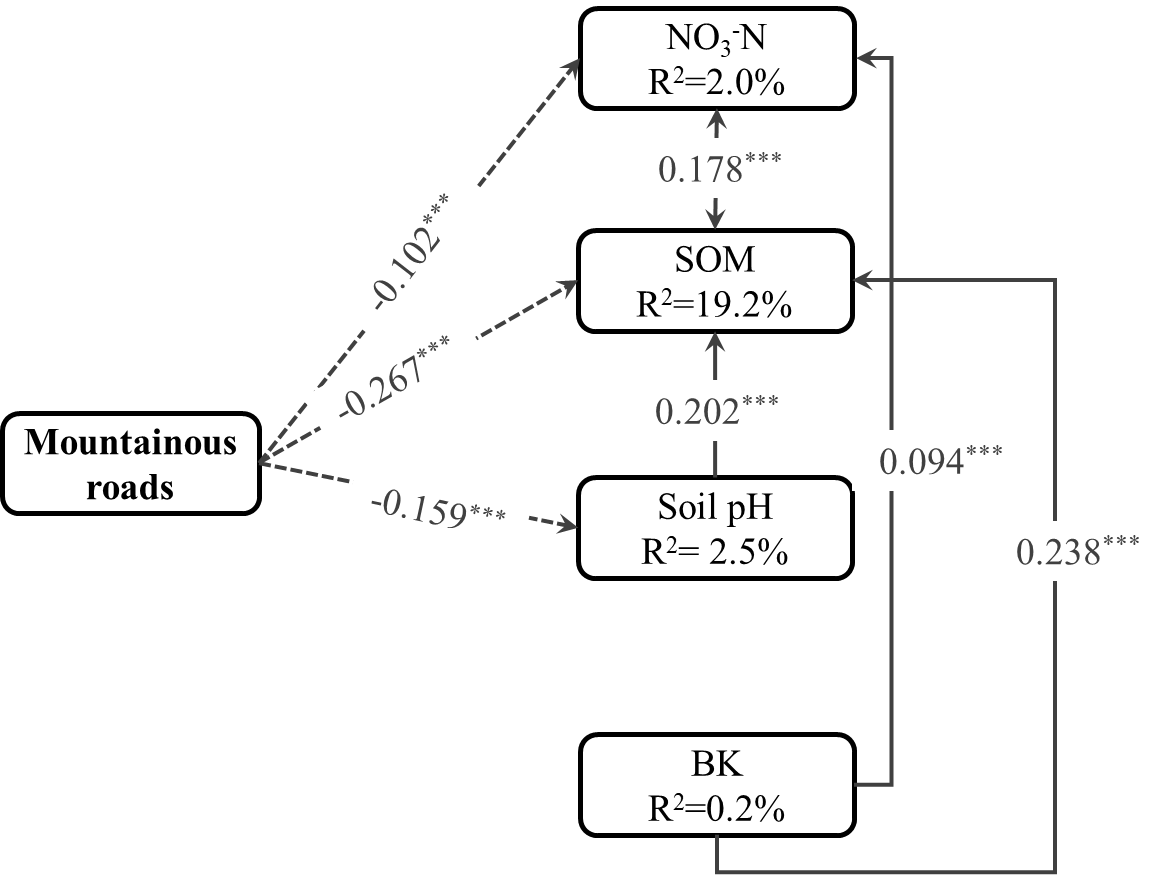 NO₃⁻N
R²=2.0%
0.178***
-0.102***
SOM
R²=19.2%
-0.267***
0.202***
Mountainous
roads
0.094***
-0.159***
Soil pH
R²= 2.5%
0.238***
BK
R²=0.2%